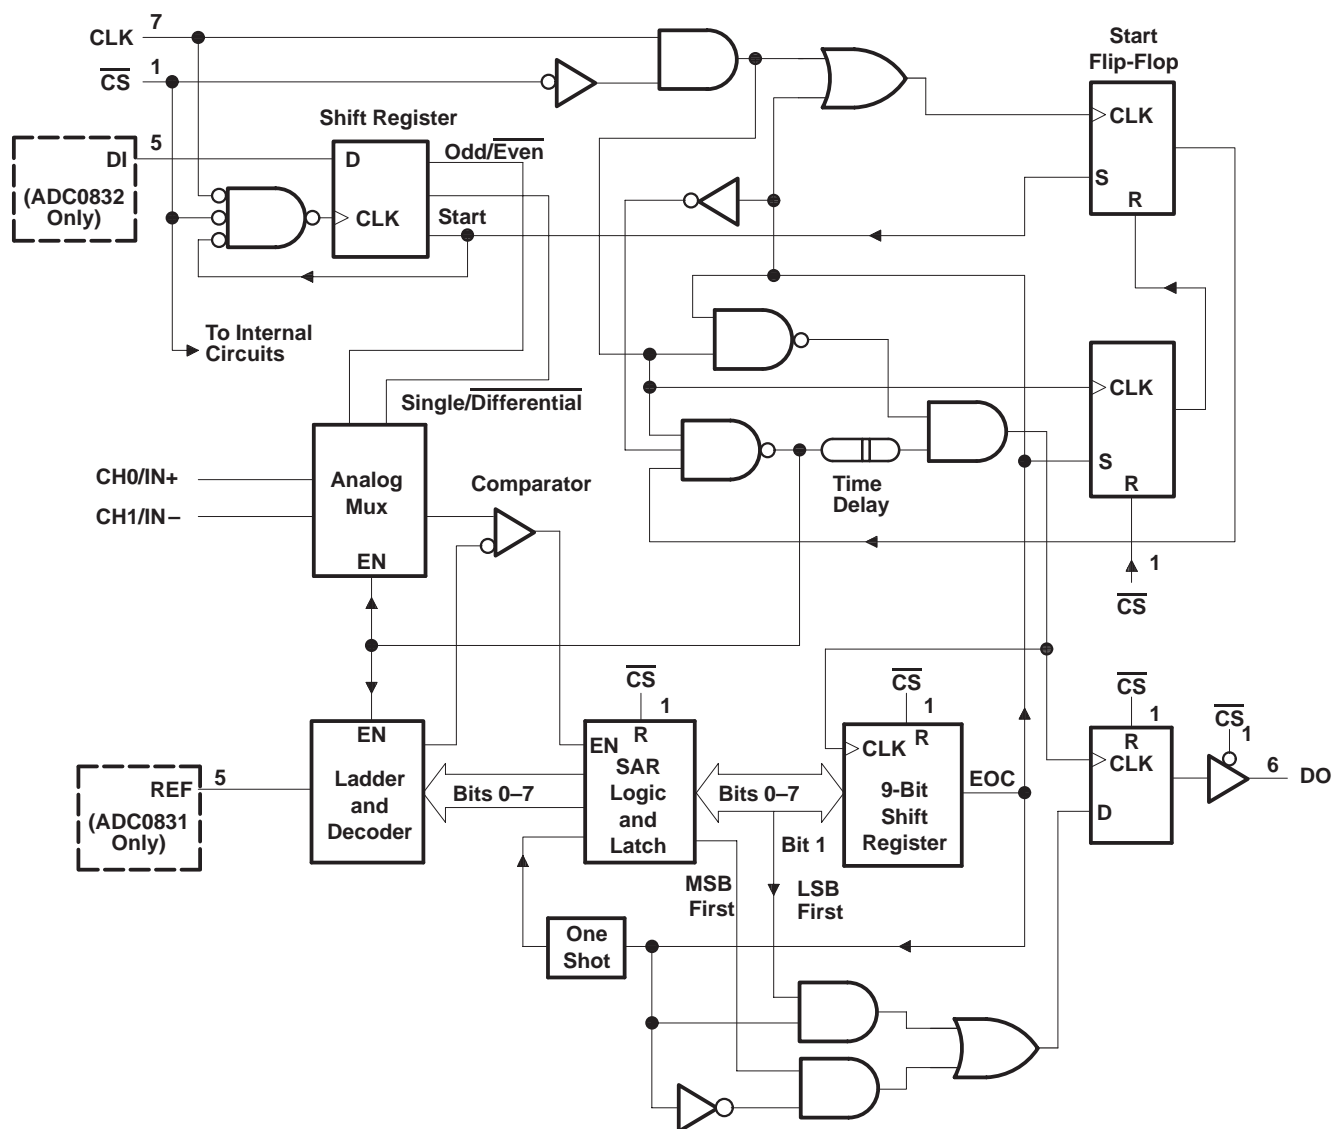 CLK 7
CS 1
DI 5
(ADC0832
Only)
Shift Register
D
CLK
Odd/Even
Start
To Internal
Circuits
Single/Differential
Start
Flip-Flop
CLK
S
R
CLK
S
R
1
CS
Time
Delay
CH0/IN+
CH1/IN–
Analog
Mux
EN
Comparator
REF 5
(ADC0831
Only)
EN
Ladder
and
Decoder
Bits 0–7
CS
1
R
EN
SAR
Logic
and
Latch
Bits 0–7
Bit 1
CS
1
R
CLK
9-Bit
Shift
Register
EOC
CS
1
R
CLK
D
CS
1
6 DO
MSB
First
LSB
First
One
Shot